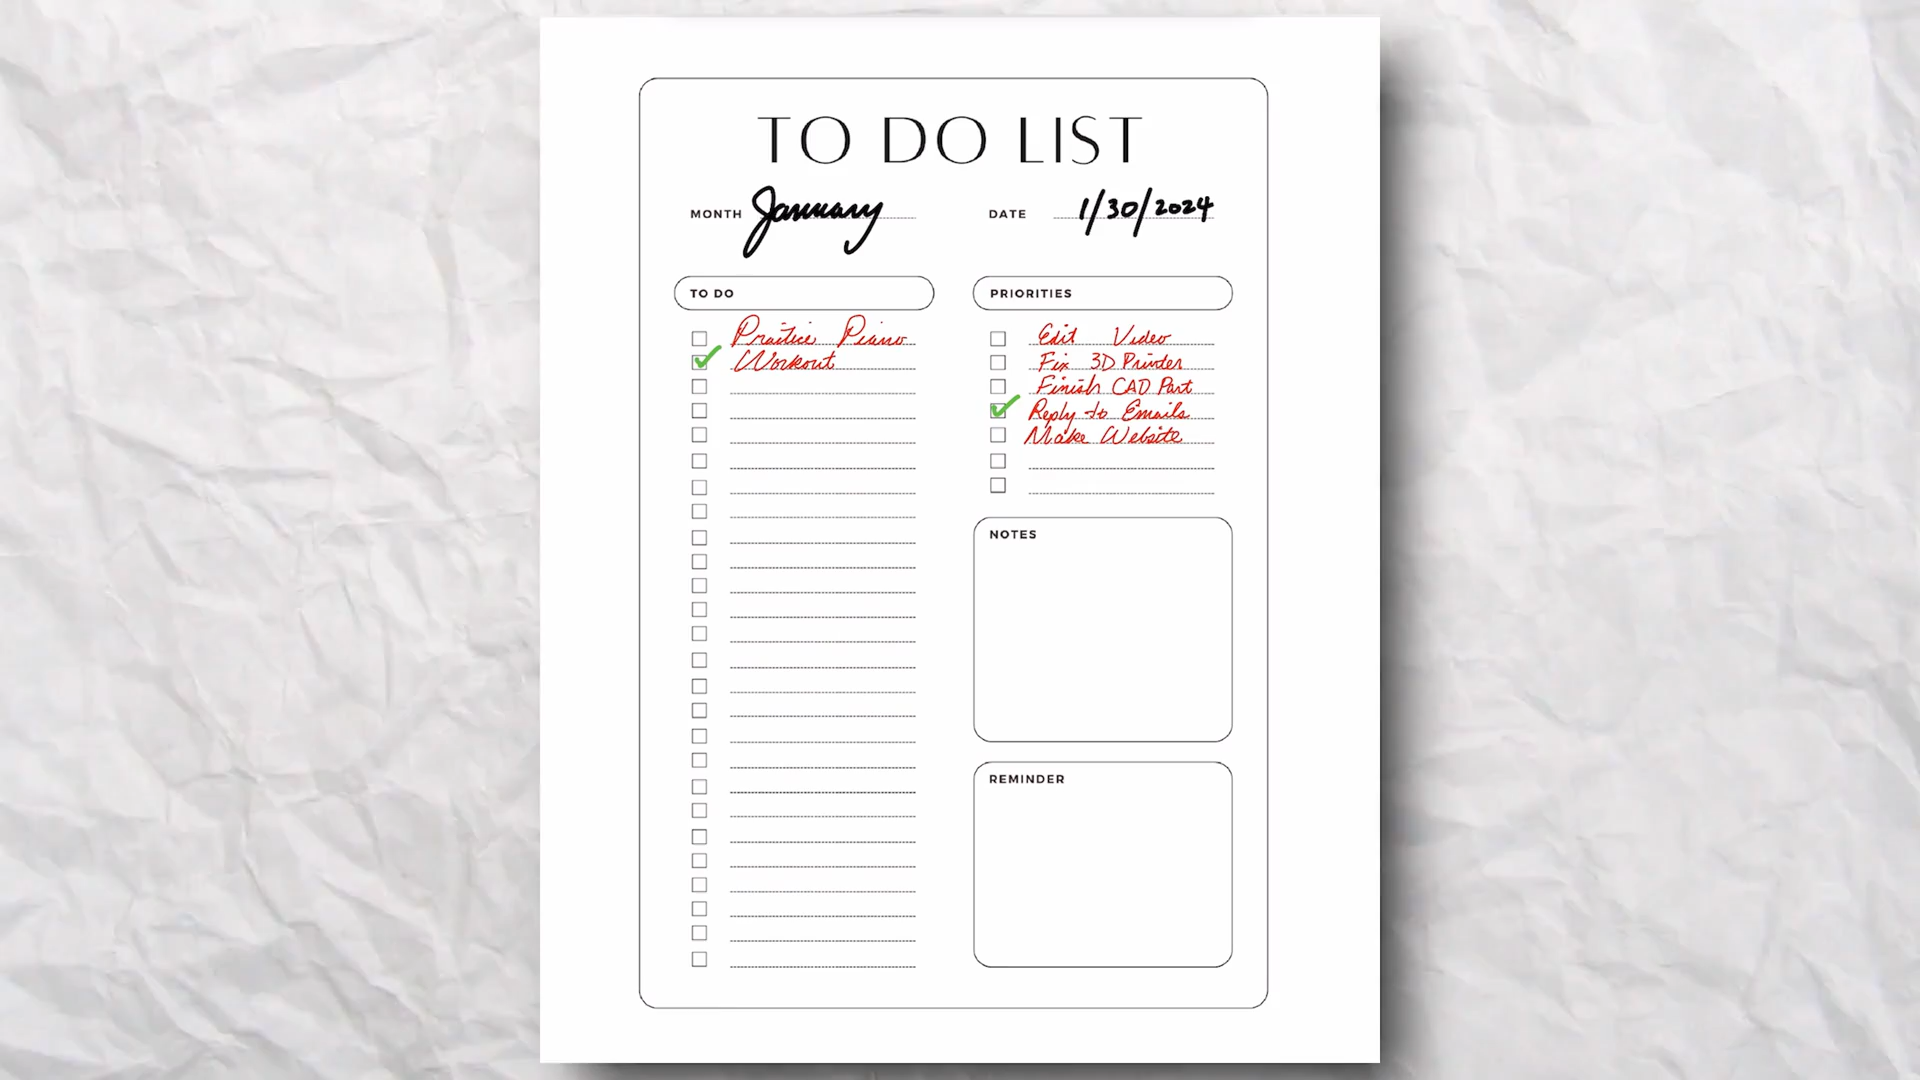 TO DO LIST
MONTH January
DATE 1/30/2024
TO DO
Practice Piano
Workout
PRIORITIES
Edit Video
Fix 3D Printer
Finish CAD Part
Reply to Emails
Make Website
NOTES
REMINDER